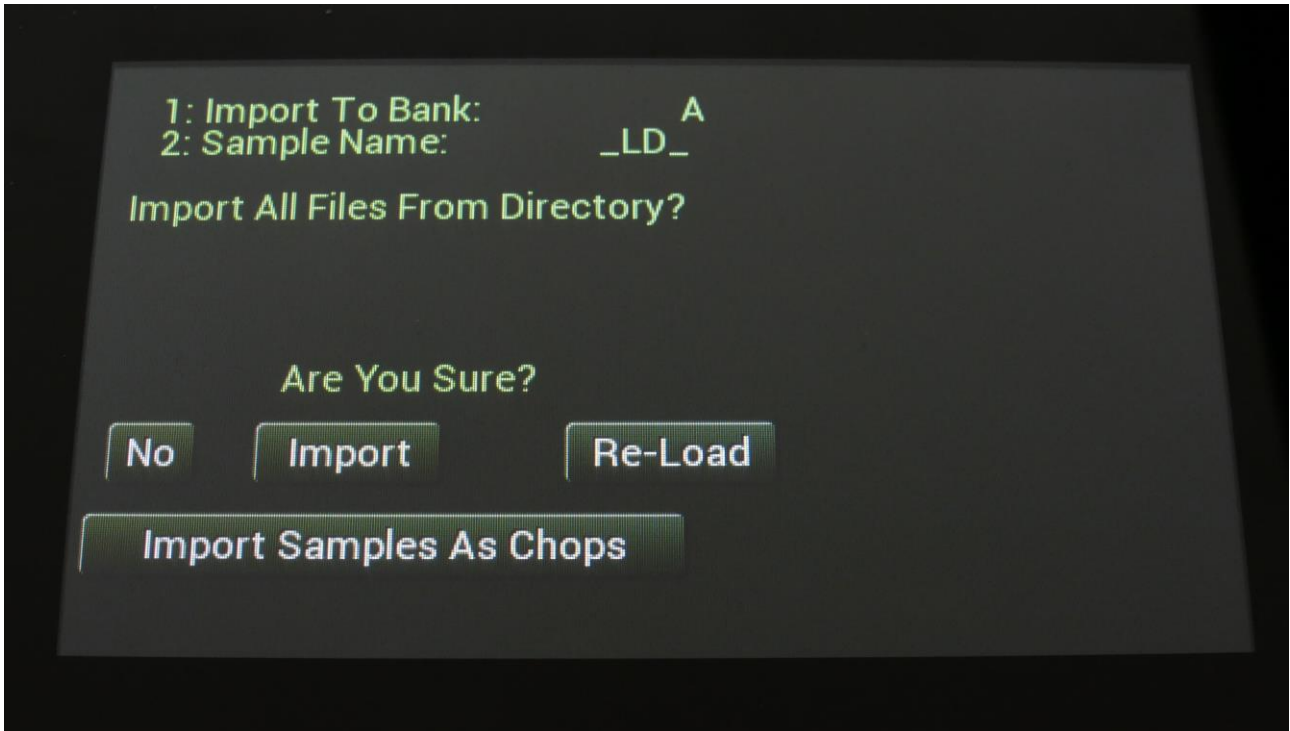 1: Import To Bank: A
2: Sample Name: _LD_
Import All Files From Directory?
Are You Sure?
No Import Re-Load
Import Samples As Chops